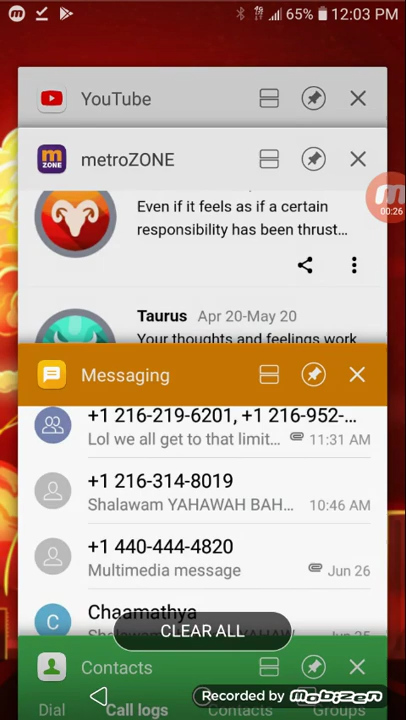 65% 12:03 PM
YouTube
m
ZONE
metroZONE
Even if it feels as if a certain
responsibility has been thrust...
00:26
Taurus Apr 20-May 20
Your thoughts and feelings work
Messaging
+1 216-219-6201, +1 216-952-...
Lol we all get to that limit... 11:31 AM
+1 216-314-8019
Shalawam YAHAWAH BAH... 10:46 AM
+1 440-444-4820
Multimedia message Jun 26
C
Chaamathya
CLEAR ALL
Contacts
Recorded by Mobizen
Dial Call logs Contacts Groups